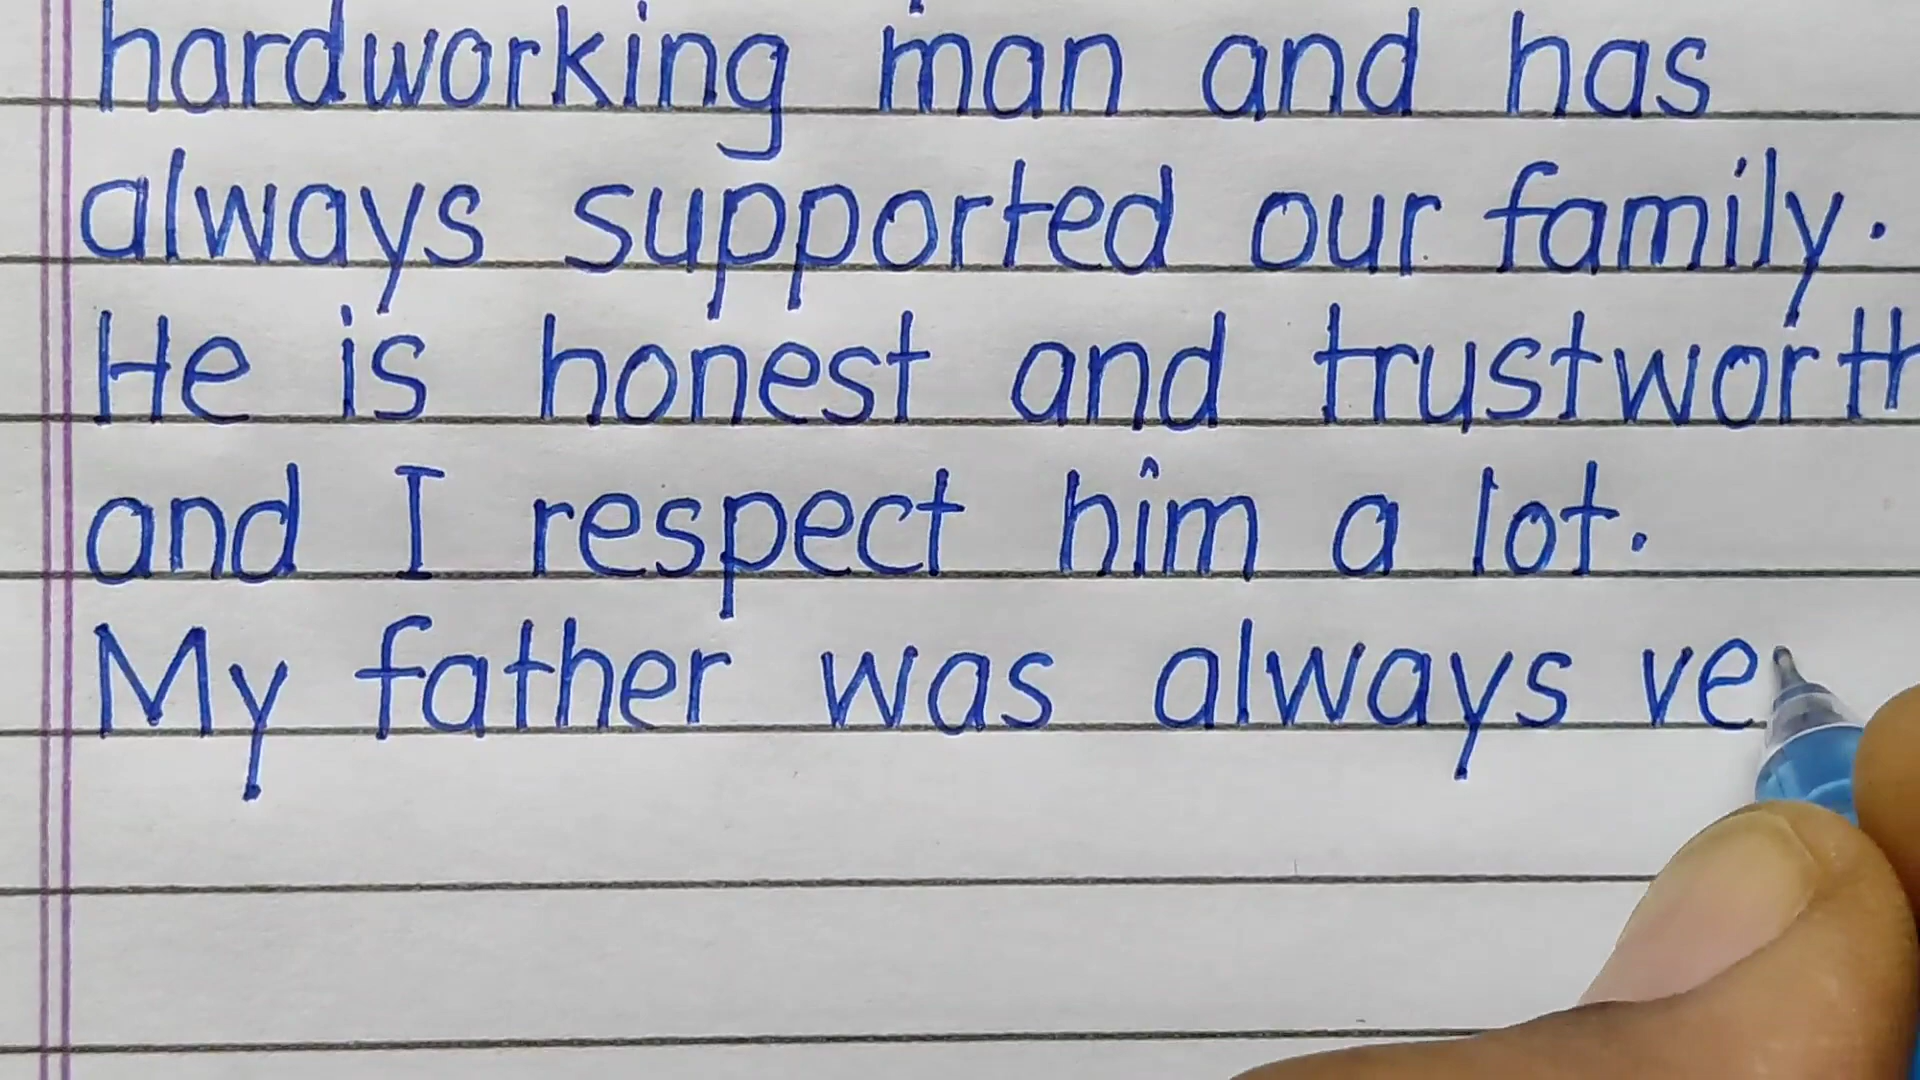 hardworking man and has
always supported our family.
He is honest and trustworth
and I respect him a lot.
My father was always ve